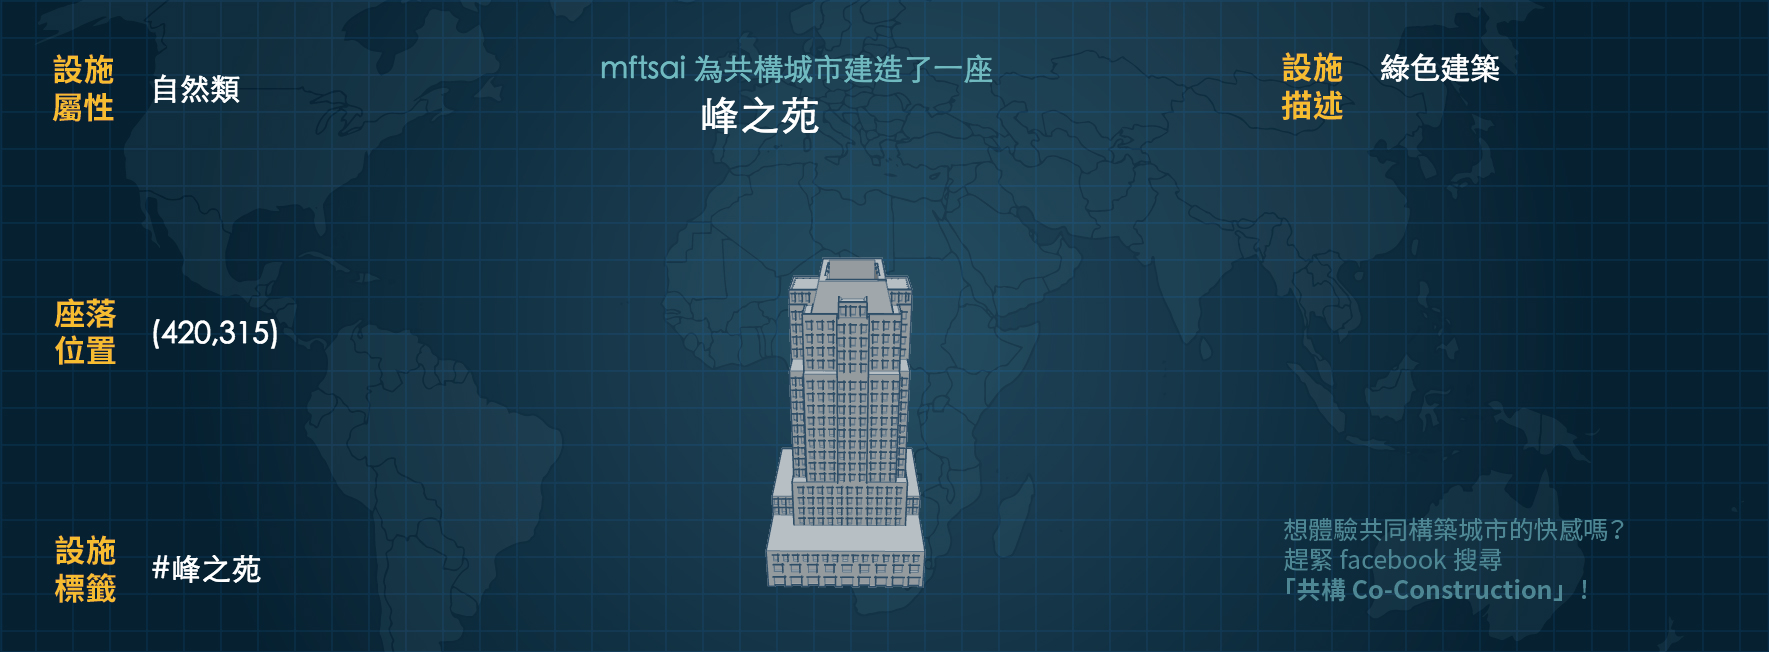 設施
屬性
自然類
mftsai 為共構城市建造了一座
峰之苑
設施
描述
綠色建築
座落
位置
(420,315)
設施
標籤
#峰之苑
想體驗共同構築城市的快感嗎?
趕緊 facebook 搜尋
「共構 Co-Construction」!